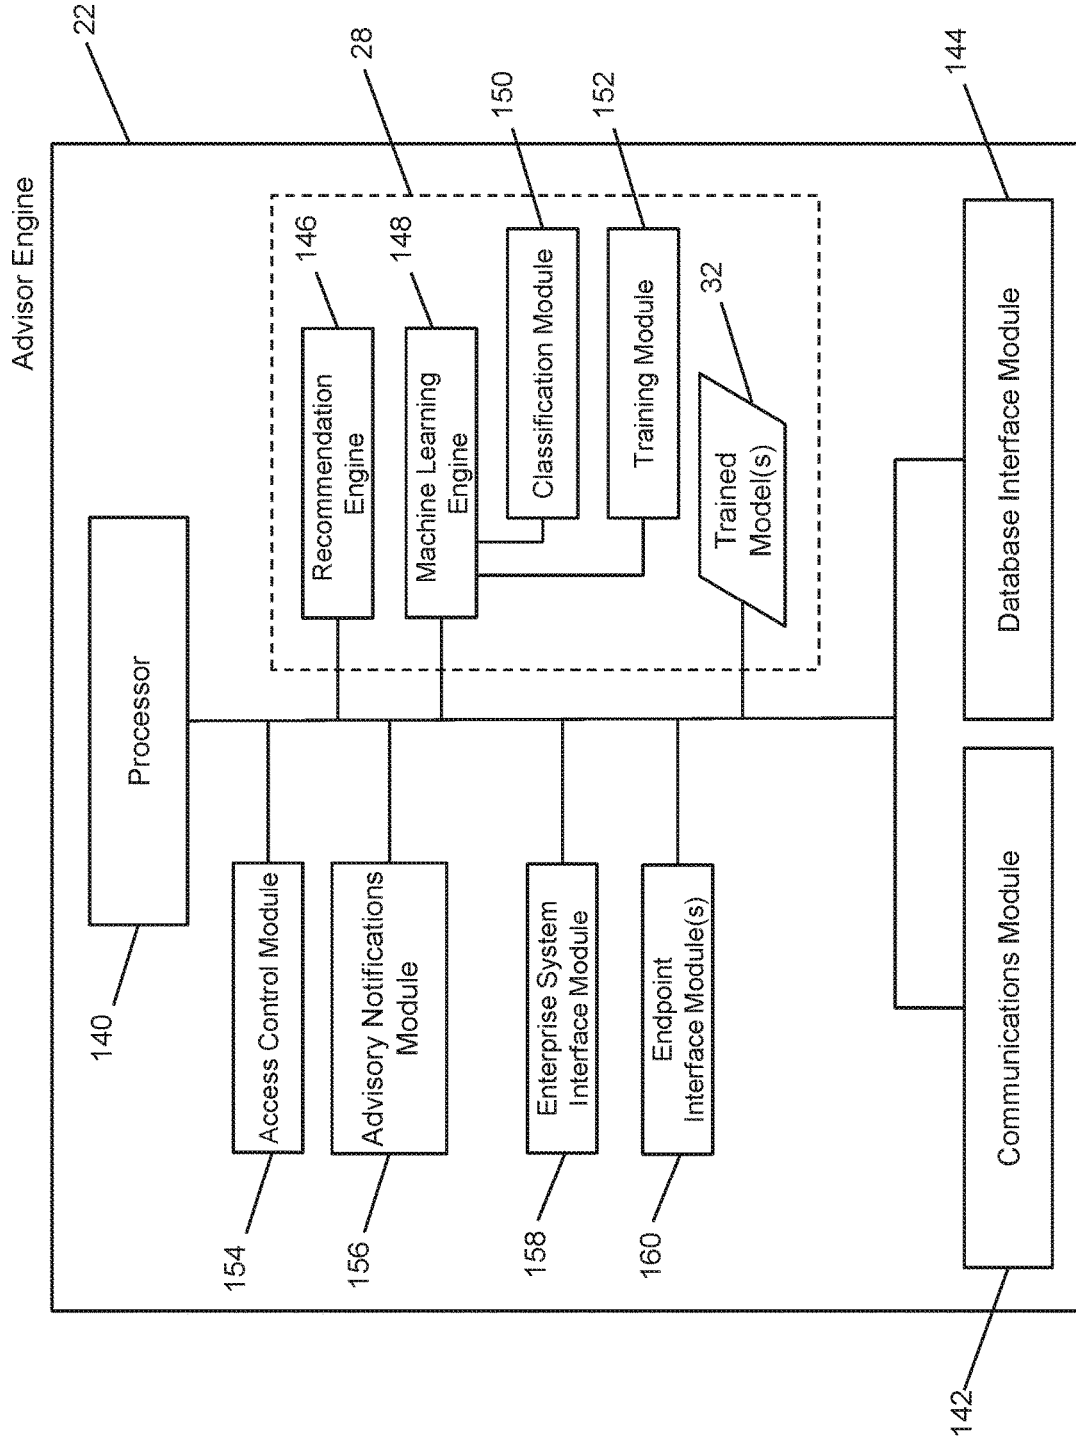 Advisor Engine
22
Processor
140
28
Recommendation
Engine
146
Machine Learning
Engine
148
Classification Module
150
Training Module
152
Trained
Model(s)
32
Access Control Module
154
Advisory Notifications
Module
156
Enterprise System
Interface Module
158
Endpoint
Interface Module(s)
160
Communications Module
142
Database Interface Module
144